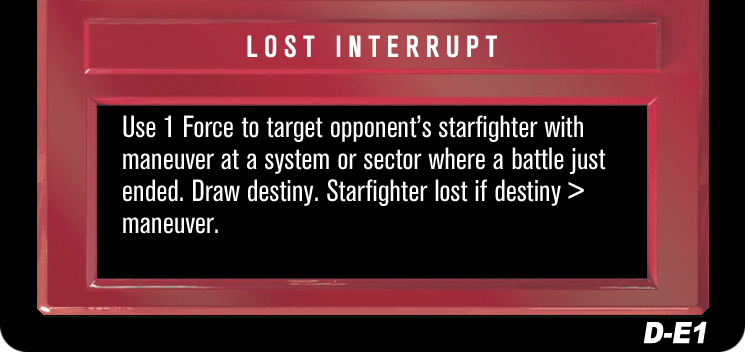 LOST INTERRUPT
Use 1 Force to target opponent's starfighter with
maneuver at a system or sector where a battle just
ended. Draw destiny. Starfighter lost if destiny >
maneuver.
D-E1